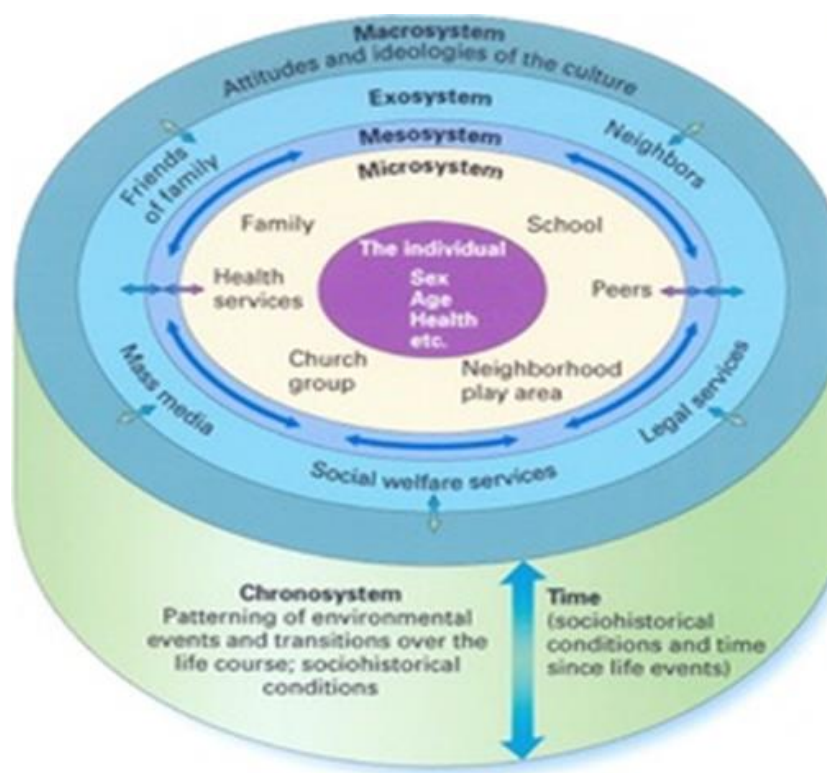 Macrosystem
Attitudes and ideologies of the culture
Exosystem
Mesosystem
Microsystem
Friends
of family
Neighbors
Family
School
The individual
Sex
Age
Health
etc.
Health
services
Peers
Church
group
Neighborhood
play area
Mass media
Legal services
Social welfare services
Chronosystem
Patterning of environmental
events and transitions over the
life course; sociohistorical
conditions
Time
(sociohistorical
conditions and time
since life events)